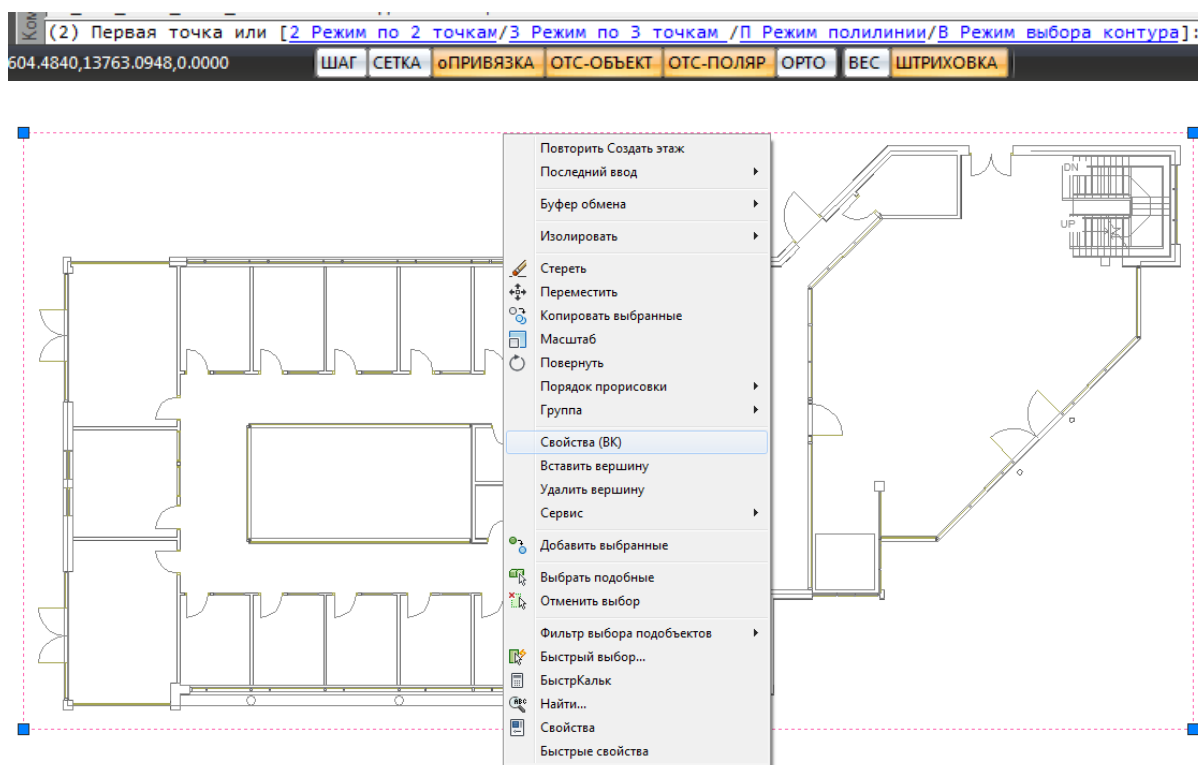 Ком
(2) Первая точка или [2 Режим по 2 точкам/3 Режим по 3 точкам /П Режим полилинии/В Режим выбора контура]:
604.4840,13763.0948,0.0000 ШАГ СЕТКА оПРИВЯЗКА ОТС-ОБЪЕКТ ОТС-ПОЛЯР ОРТО ВЕС ШТРИХОВКА
Повторить Создать этаж
Последний ввод
Буфер обмена
Изолировать
Стереть
Переместить
Копировать выбранные
Масштаб
Повернуть
Порядок прорисовки
Группа
Свойства (ВК)
Вставить вершину
Удалить вершину
Сервис
Добавить выбранные
Выбрать подобные
Отменить выбор
Фильтр выбора подобъектов
Быстрый выбор...
БыстрКальк
Найти...
Свойства
Быстрые свойства
DN
UP